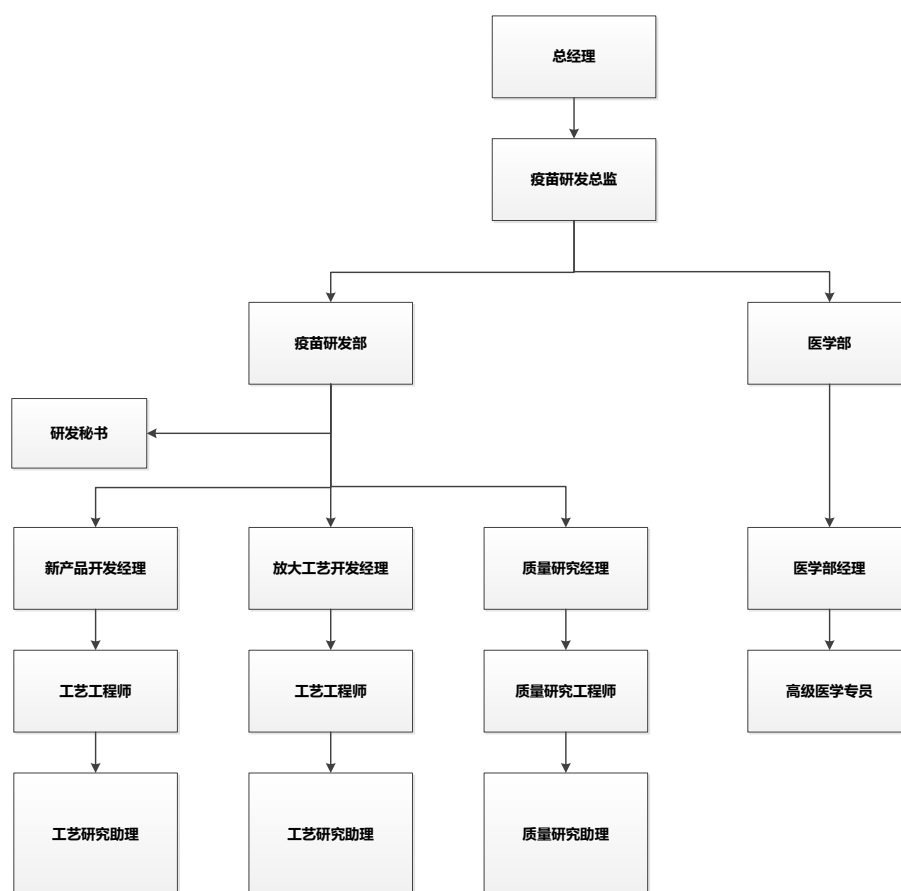 总经理
疫苗研发总监
疫苗研发部
医学部
研发秘书
新产品开发经理
放大工艺开发经理
质量研究经理
医学部经理
工艺工程师
工艺工程师
质量研究工程师
高级医学专员
工艺研究助理
工艺研究助理
质量研究助理